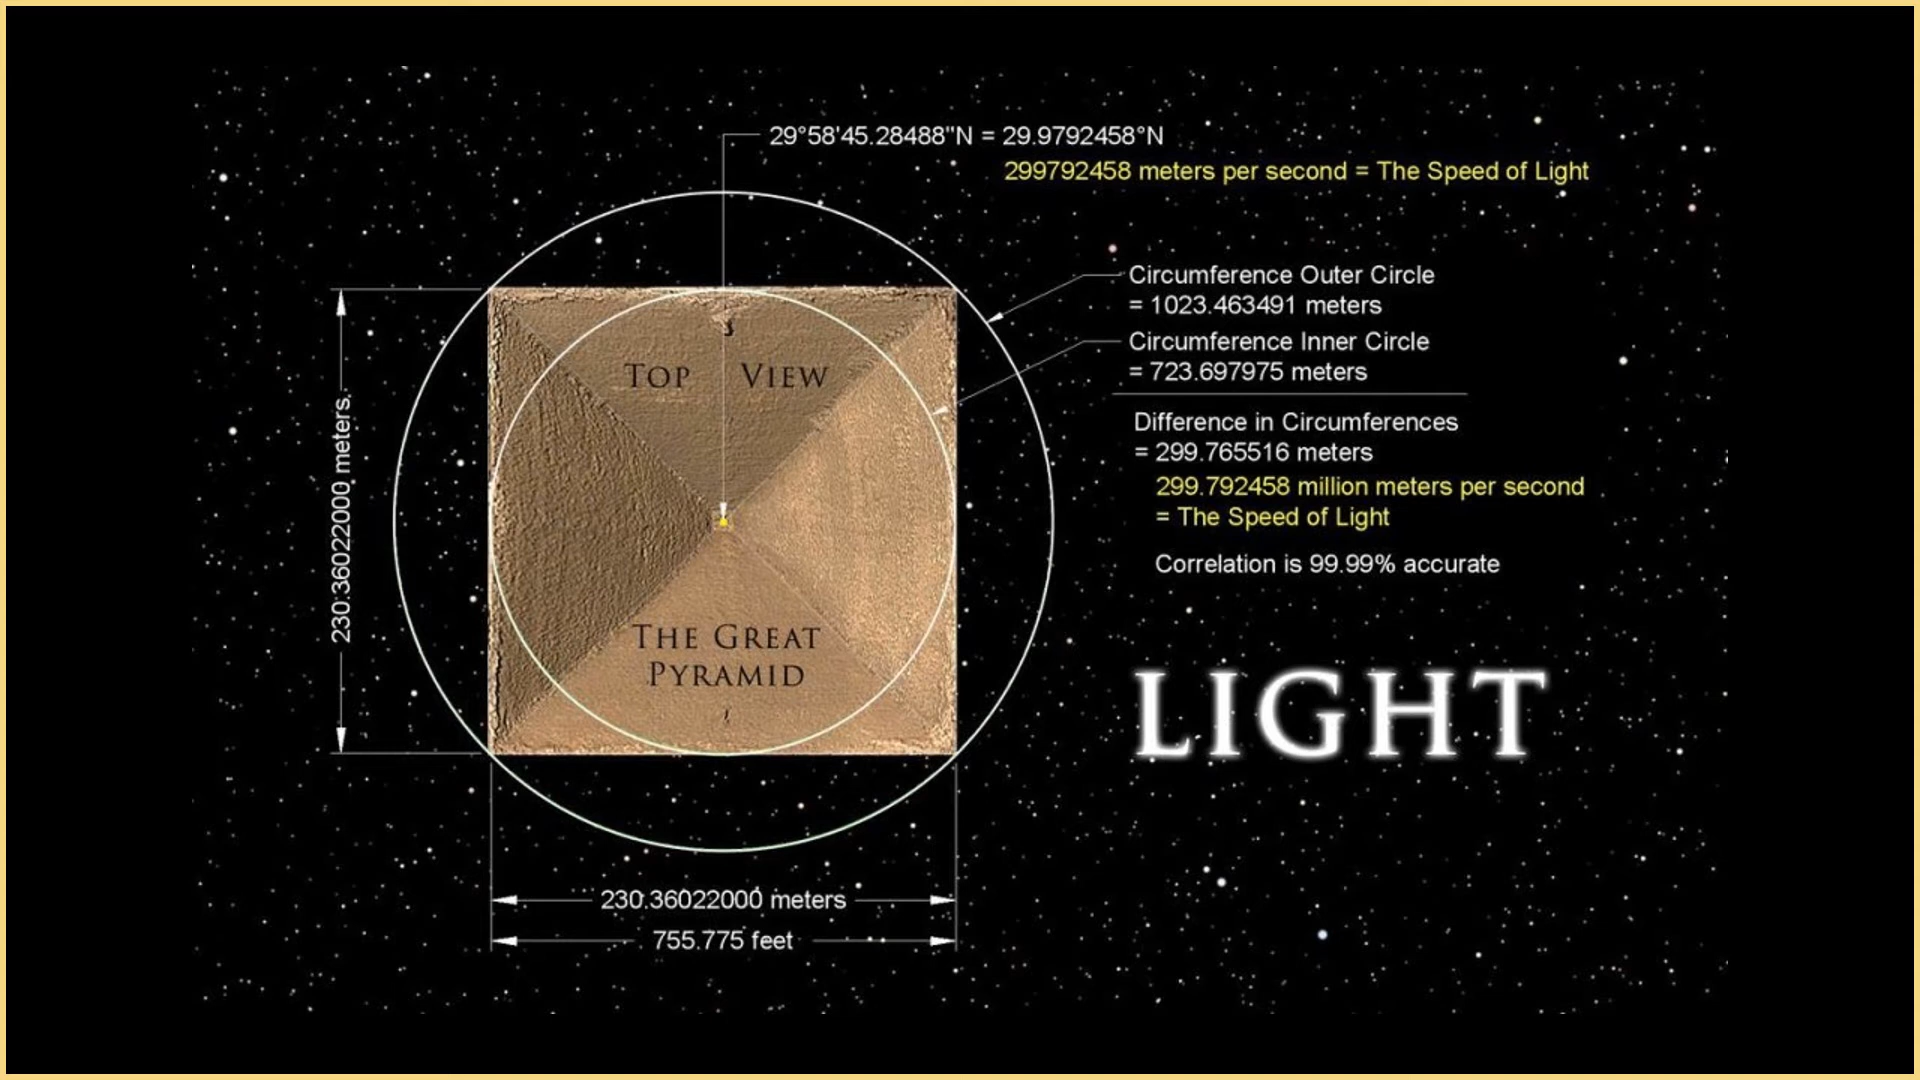 29°58'45.28488"N = 29.9792458°N
299792458 meters per second = The Speed of Light
Circumference Outer Circle
= 1023.463491 meters
Circumference Inner Circle
= 723.697975 meters
Difference in Circumferences
= 299.765516 meters
299.792458 million meters per second
= The Speed of Light
Correlation is 99.99% accurate
TOP VIEW
230.36022000 meters
THE GREAT
PYRAMID
LIGHT
230.36022000 meters
755.775 feet